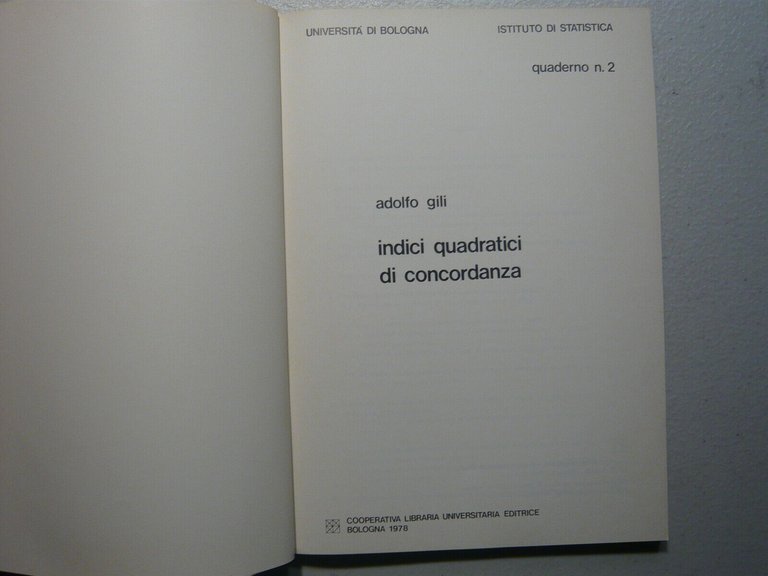 UNIVERSITÁ DI BOLOGNA ISTITUTO DI STATISTICA
quaderno n. 2
adolfo gili
indici quadratici
di concordanza
COOPERATIVA LIBRARIA UNIVERSITARIA EDITRICE
BOLOGNA 1978